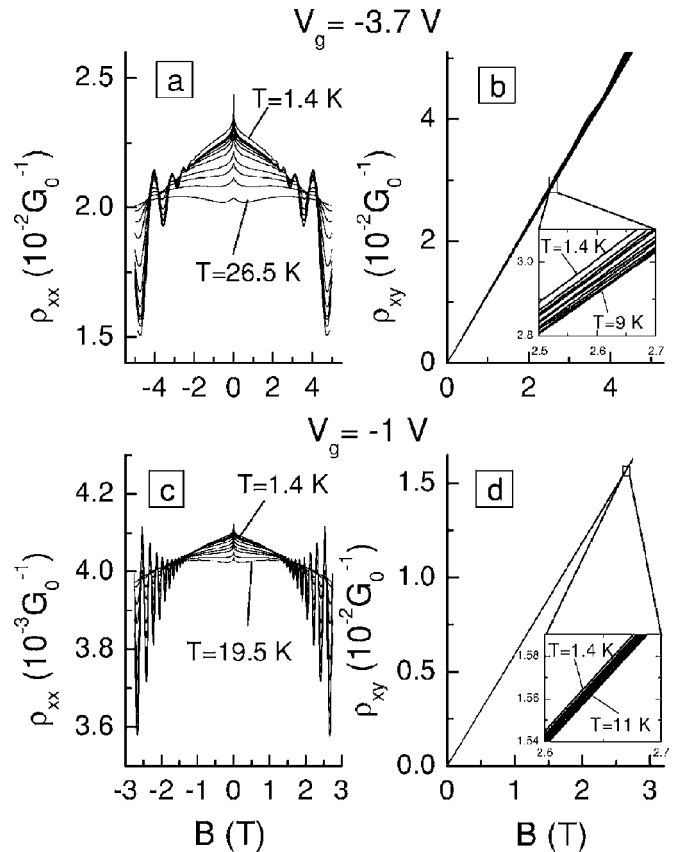 V_g = -3.7 V
a
b
2.5
2.0
1.5
ρ_xx (10^-2 G_0^-1)
T=1.4 K
T=26.5 K
-4 -2 0 2 4
4
2
0
ρ_xy (10^-2 G_0^-1)
3.0
2.8
T=1.4 K
T=9 K
2.5 2.6 2.7
0 2 4
V_g = -1 V
c
d
4.2
4.0
3.8
3.6
ρ_xx (10^-3 G_0^-1)
T=1.4 K
T=19.5 K
-3 -2 -1 0 1 2 3
B (T)
1.5
1.0
0.5
0.0
ρ_xy (10^-2 G_0^-1)
1.58
1.56
1.54
T=1.4 K
T=11 K
2.6 2.7
0 1 2 3
B (T)